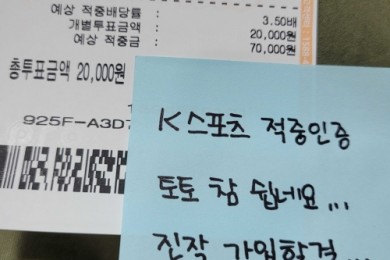 예상 적중배당률 : 3.50배
개별투표금액 : 20,000원
예상 적중금 : 70,000원
총투표금액 20,000원
925F-A3D7
K스포츠 적중인증
토토 참 쉽네요...
진작 가입할걸...